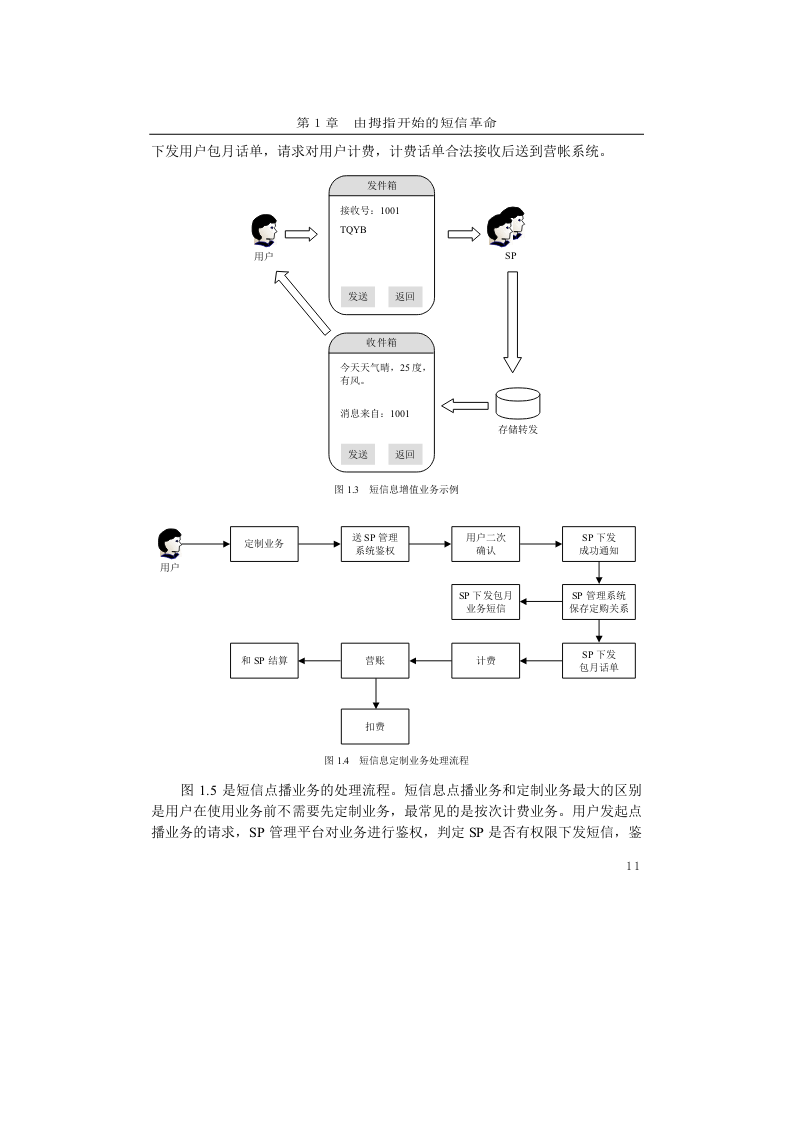 第 1 章 由拇指开始的短信革命
下发用户包月话单，请求对用户计费，计费话单合法接收后送到营帐系统。
发件箱
接收号：1001
TQYB
发送 返回
用户
SP
收件箱
今天天气晴，25 度，
有风。
消息来自：1001
发送 返回
存储转发
图 1.3 短信息增值业务示例
用户
定制业务
送 SP 管理
系统鉴权
用户二次
确认
SP 下发
成功通知
SP 下发包月
业务短信
SP 管理系统
保存定购关系
和 SP 结算
营账
计费
SP 下发
包月话单
扣费
图 1.4 短信息定制业务处理流程
图 1.5 是短信点播业务的处理流程。短信息点播业务和定制业务最大的区别
是用户在使用业务前不需要先定制业务，最常见的是按次计费业务。用户发起点
播业务的请求，SP 管理平台对业务进行鉴权，判定 SP 是否有权限下发短信，鉴
11